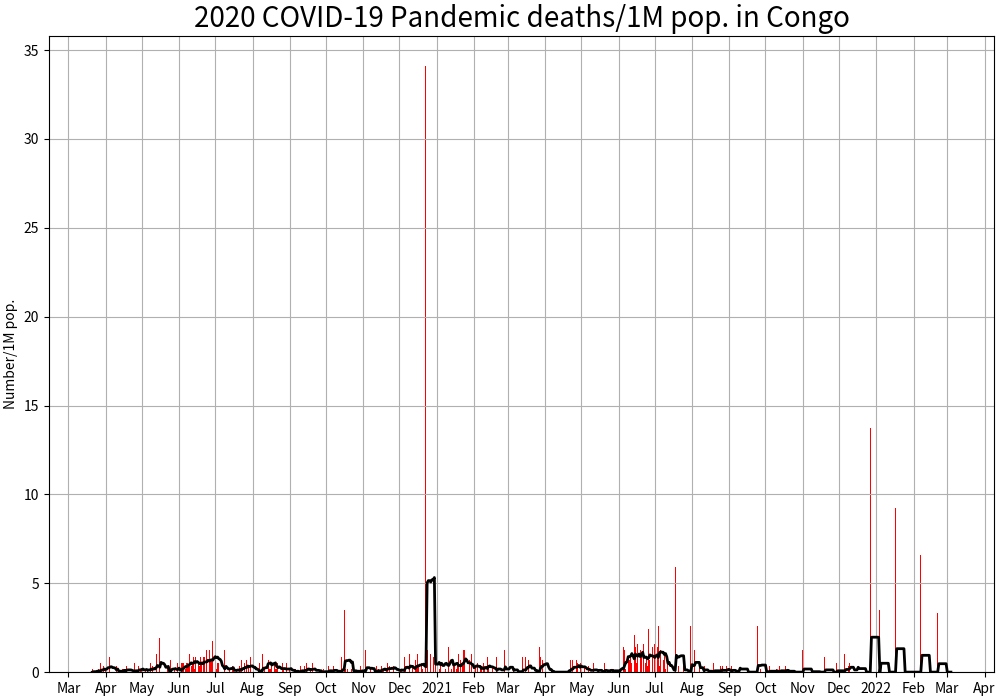 2020 COVID-19 Pandemic deaths/1M pop. in Congo
Number/1M pop.
35
30
25
20
15
10
5
0
Mar Apr May Jun Jul Aug Sep Oct Nov Dec 2021 Feb Mar Apr May Jun Jul Aug Sep Oct Nov Dec 2022 Feb Mar Apr